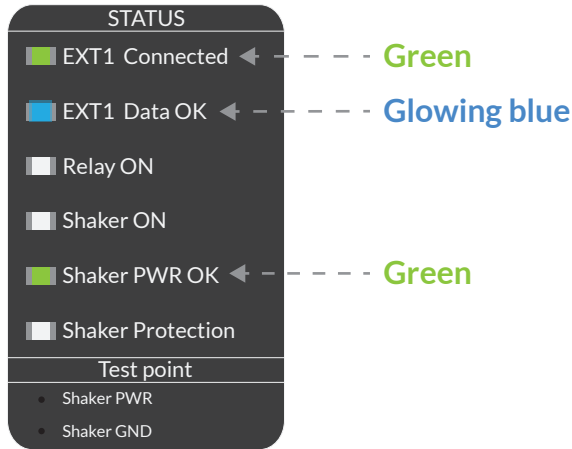 STATUS
EXT1 Connected
Green
EXT1 Data OK
Glowing blue
Relay ON
Shaker ON
Shaker PWR OK
Green
Shaker Protection
Test point
Shaker PWR
Shaker GND